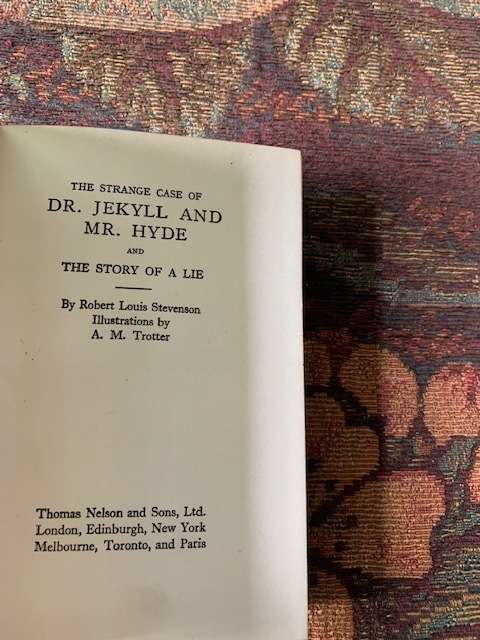 THE STRANGE CASE OF
DR. JEKYLL AND
MR. HYDE
AND
THE STORY OF A LIE
By Robert Louis Stevenson
Illustrations by
A. M. Trotter
Thomas Nelson and Sons, Ltd.
London, Edinburgh, New York
Melbourne, Toronto, and Paris